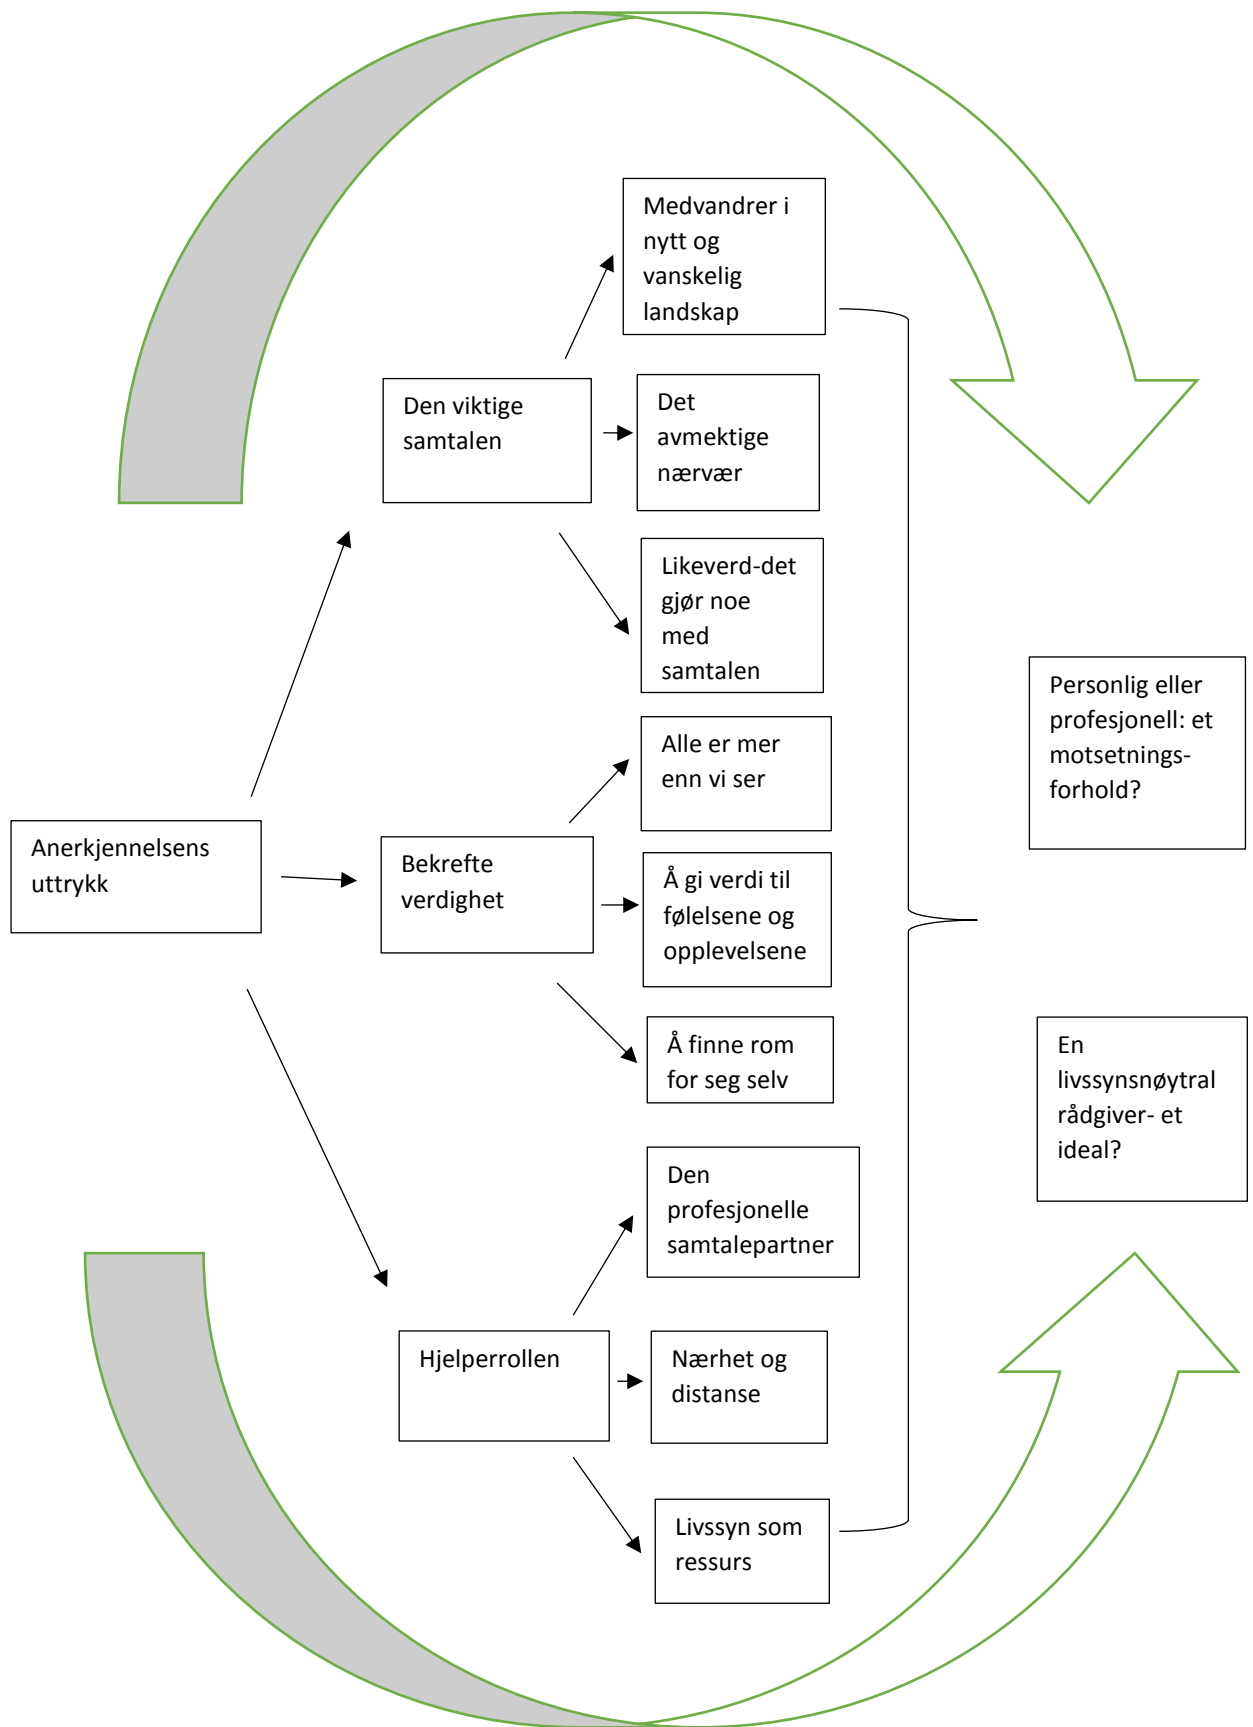 Anerkjennelsens
uttrykk
Den viktige
samtalen
Medvandrer i
nytt og
vanskelig
landskap
Det
avmektige
nærvær
Likeverd-det
gjør noe
med
samtalen
Bekrefte
verdighet
Alle er mer
enn vi ser
Å gi verdi til
følelsene og
opplevelsene
Å finne rom
for seg selv
Hjelperrollen
Den
profesjonelle
samtalepartner
Nærhet og
distanse
Livssyn som
ressurs
Personlig eller
profesjonell: et
motsetnings-
forhold?
En
livssynsnøytral
rådgiver- et
ideal?